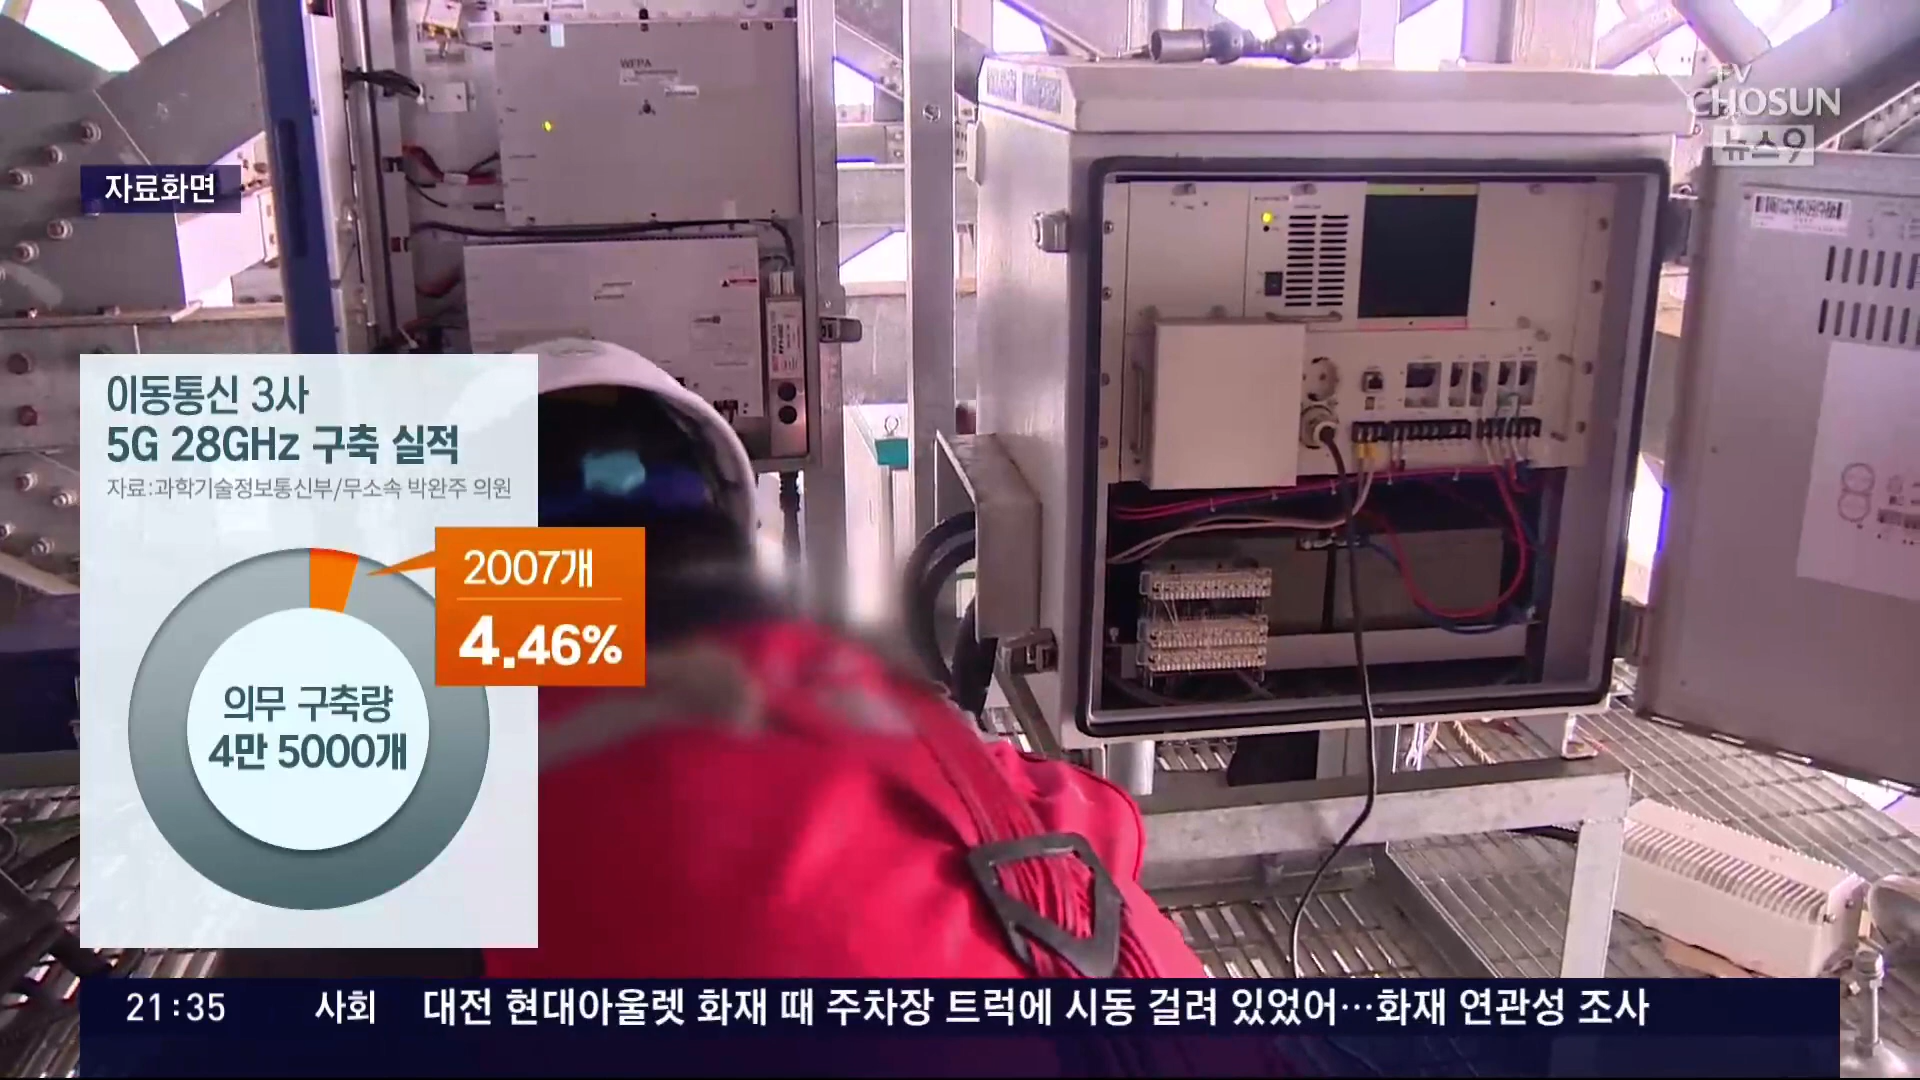 TV
CHOSUN
뉴스9
자료화면
WFPA
이동통신 3사
5G 28GHz 구축 실적
자료:과학기술정보통신부/무소속 박완주 의원
2007개
4.46%
의무 구축량
4만 5000개
21:35 사회 대전 현대아울렛 화재 때 주차장 트럭에 시동 걸려 있었어…화재 연관성 조사